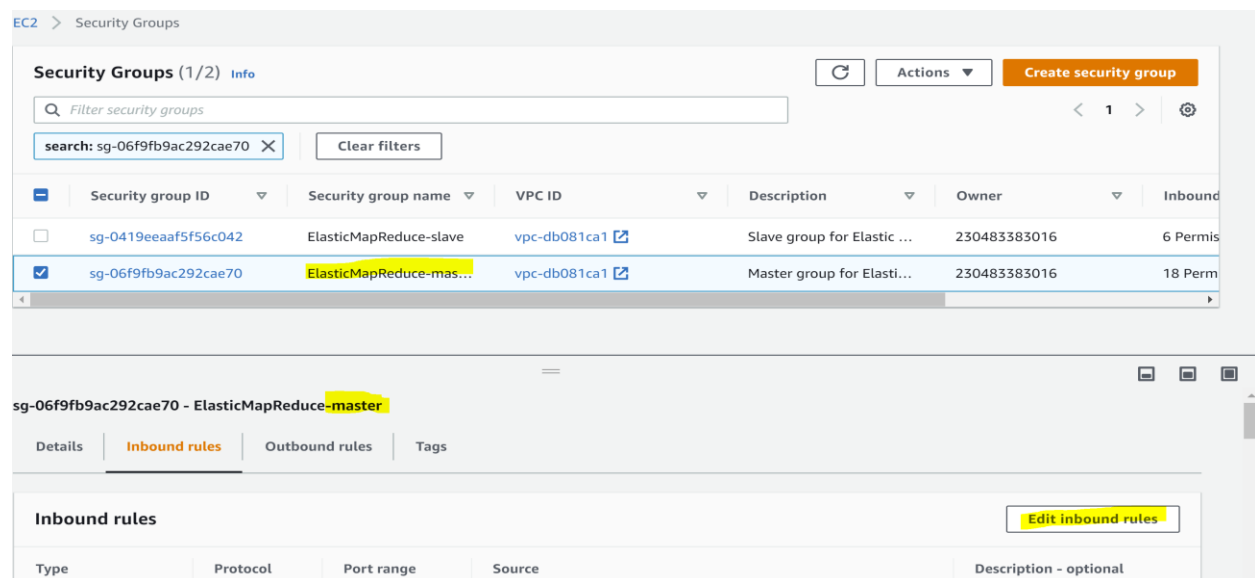 EC2 > Security Groups
Security Groups (1/2) Info
Actions
Create security group
Filter security groups
1
search: sg-06f9fb9ac292cae70
Clear filters
Security group ID Security group name VPC ID Description Owner Inbound
sg-0419eeaaf5f56c042 ElasticMapReduce-slave vpc-db081ca1 Slave group for Elastic ... 230483383016 6 Permis
sg-06f9fb9ac292cae70 ElasticMapReduce-mas... vpc-db081ca1 Master group for Elasti... 230483383016 18 Perm
sg-06f9fb9ac292cae70 - ElasticMapReduce-master
Details Inbound rules Outbound rules Tags
Inbound rules
Edit inbound rules
Type Protocol Port range Source Description - optional